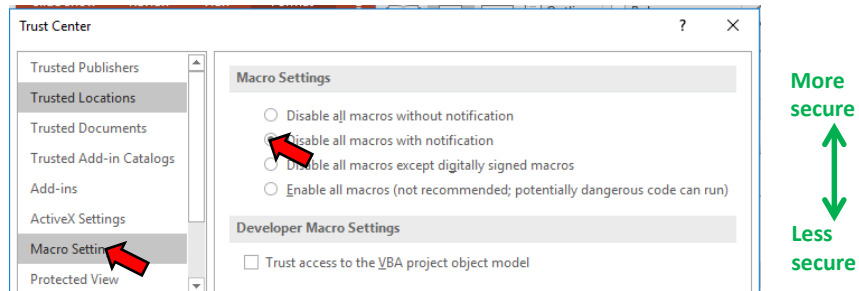 Trust Center
?
Trusted Publishers
Trusted Locations
Trusted Documents
Trusted Add-in Catalogs
Add-ins
ActiveX Settings
Macro
Protected View
Macro Settings
Disable all macros without notification
Disable all macros with notification
Disable all macros except digitally signed macros
Enable all macros (not recommended; potentially dangerous code can run)
Developer Macro Settings
Trust access to the VBA project object model
More
secure
Less
secure